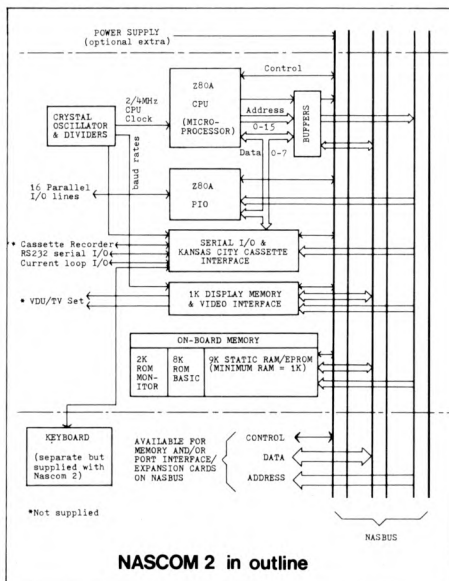 POWER SUPPLY
(optional extra)
Control
Z80A
CPU
(MICRO-
PROCESSOR)
2/4MHz
CPU
Clock
CRYSTAL
OSCILLATOR
& DIVIDERS
Address
0-15
Data
0-7
BUFFERS
baud rates
16 Parallel
I/O lines
Z80A
PIO
* Cassette Recorder
RS232 serial I/O
Current loop I/O
SERIAL I/O &
KANSAS CITY CASSETTE
INTERFACE
* VDU/TV Set
1K DISPLAY MEMORY
& VIDEO INTERFACE
ON-BOARD MEMORY
2K
ROM
MON-
ITOR
8K
ROM
BASIC
9K STATIC RAM/EPROM
(MINIMUM RAM = 1K)
KEYBOARD
(separate but
supplied with
Nascom 2)
AVAILABLE FOR
MEMORY AND/OR
PORT INTERFACE/
EXPANSION CARDS
ON NASBUS
CONTROL
DATA
ADDRESS
*Not supplied
NASBUS
NASCOM 2 in outline